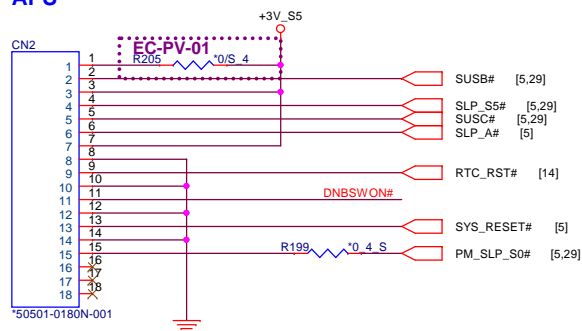 APS
+3V_S5
CN2
EC-PV-01
1 1 R205 *0/S_4
2 2 SUSB# [5,29]
3 3
4 4 SLP_S5# [5,29]
5 5 SUSC# [5,29]
6 6 SLP_A# [5]
7 7
8 8
9 9 RTC_RST# [14]
10 10
11 11 DNBSWON#
12 12
13 13 SYS_RESET# [5]
14 14
15 15 R199 *0_4_S PM_SLP_S0# [5,29]
16 16
17 17
18 18
*50501-0180N-001